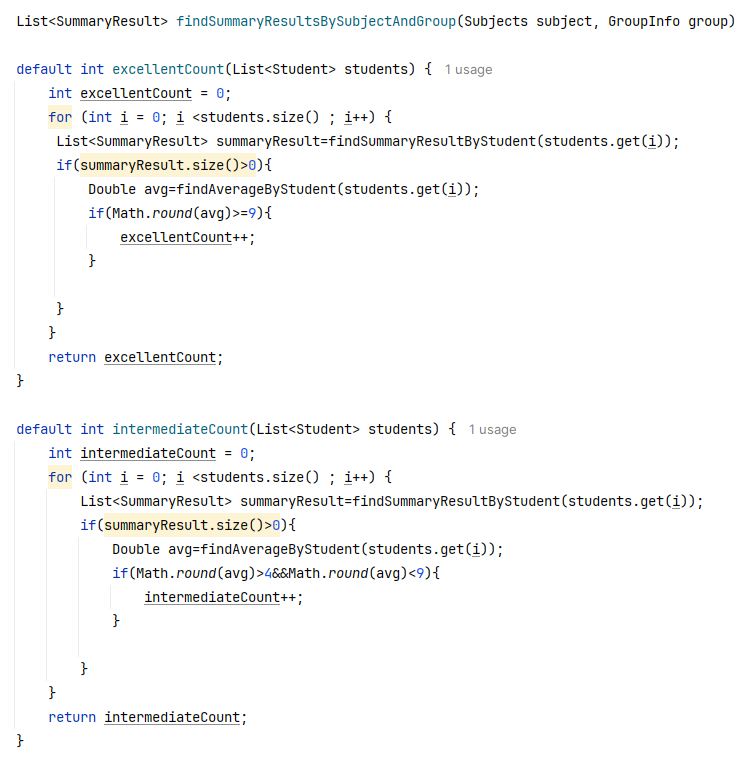 List<SummaryResult> findSummaryResultsBySubjectAndGroup(Subjects subject, GroupInfo group)
default int excellentCount(List<Student> students) { 1 usage
int excellentCount = 0;
for (int i = 0; i <students.size() ; i++) {
List<SummaryResult> summaryResult=findSummaryResultByStudent(students.get(i));
if(summaryResult.size()>0){
Double avg=findAverageByStudent(students.get(i));
if(Math.round(avg)>=9){
excellentCount++;
}
}
}
return excellentCount;
}
default int intermediateCount(List<Student> students) { 1 usage
int intermediateCount = 0;
for (int i = 0; i <students.size() ; i++) {
List<SummaryResult> summaryResult=findSummaryResultByStudent(students.get(i));
if(summaryResult.size()>0){
Double avg=findAverageByStudent(students.get(i));
if(Math.round(avg)>4&&Math.round(avg)<9){
intermediateCount++;
}
}
}
return intermediateCount;
}